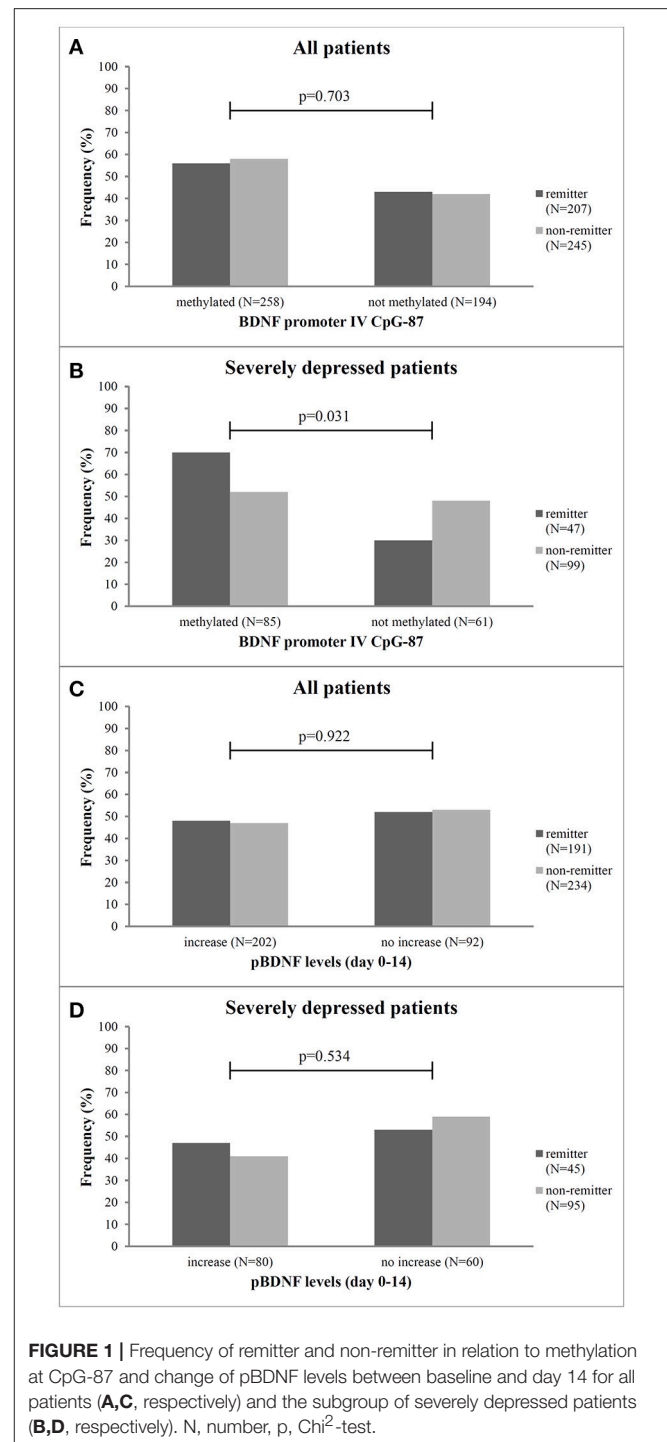 A
All patients
100
90
80
70
60
50
40
30
20
10
0
Frequency (%)
p=0.703
remitter
(N=207)
non-remitter
(N=245)
methylated (N=258)
not methylated (N=194)
BDNF promoter IV CpG-87
B
Severely depressed patients
100
90
80
70
60
50
40
30
20
10
0
Frequency (%)
p=0.031
remitter
(N=47)
non-remitter
(N=99)
methylated (N=85)
not methylated (N=61)
BDNF promoter IV CpG-87
C
All patients
100
90
80
70
60
50
40
30
20
10
0
Frequency (%)
p=0.922
remitter
(N=191)
non-remitter
(N=234)
increase (N=202)
no increase (N=92)
pBDNF levels (day 0-14)
D
Severely depressed patients
100
90
80
70
60
50
40
30
20
10
0
Frequency (%)
p=0.534
remitter
(N=45)
non-remitter
(N=95)
increase (N=80)
no increase (N=60)
pBDNF levels (day 0-14)
FIGURE 1 | Frequency of remitter and non-remitter in relation to methylation
at CpG-87 and change of pBDNF levels between baseline and day 14 for all
patients (A,C, respectively) and the subgroup of severely depressed patients
(B,D, respectively). N, number, p, Chi²-test.